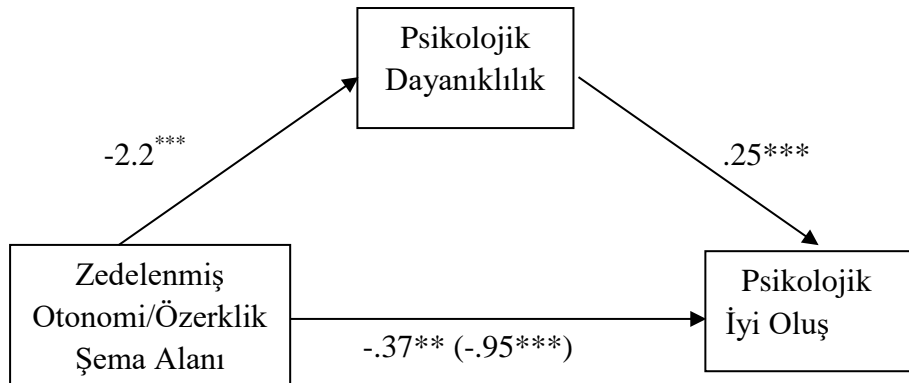 Psikolojik
Dayanıklılık
-2.2***
.25***
Zedelenmiş
Otonomi/Özerklik
Şema Alanı
Psikolojik
İyi Oluş
-.37** (-.95***)